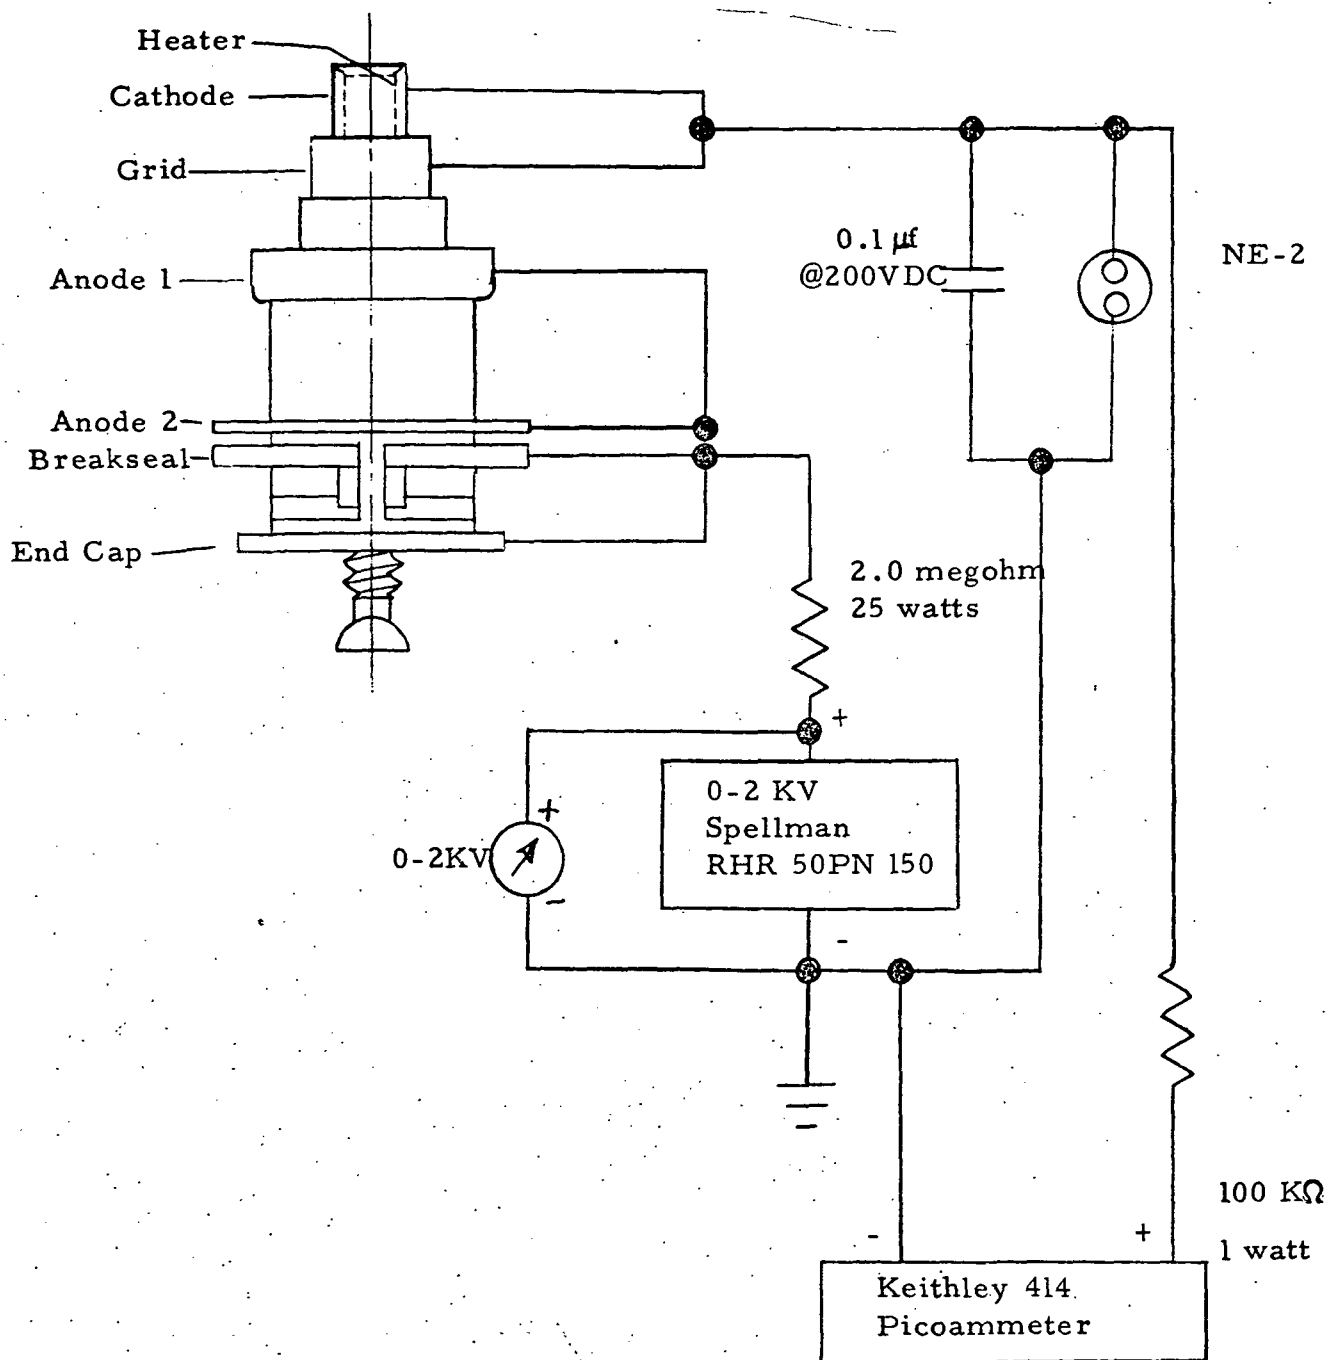 Heater
Cathode
Grid
Anode 1
Anode 2
Breakseal
End Cap
0.1 µf
@200VDC
NE-2
2.0 megohm
25 watts
+
0-2 KV
Spellman
RHR 50PN 150
+
0-2KV
-
-
100 KΩ
1 watt
-
+
Keithley 414
Picoammeter